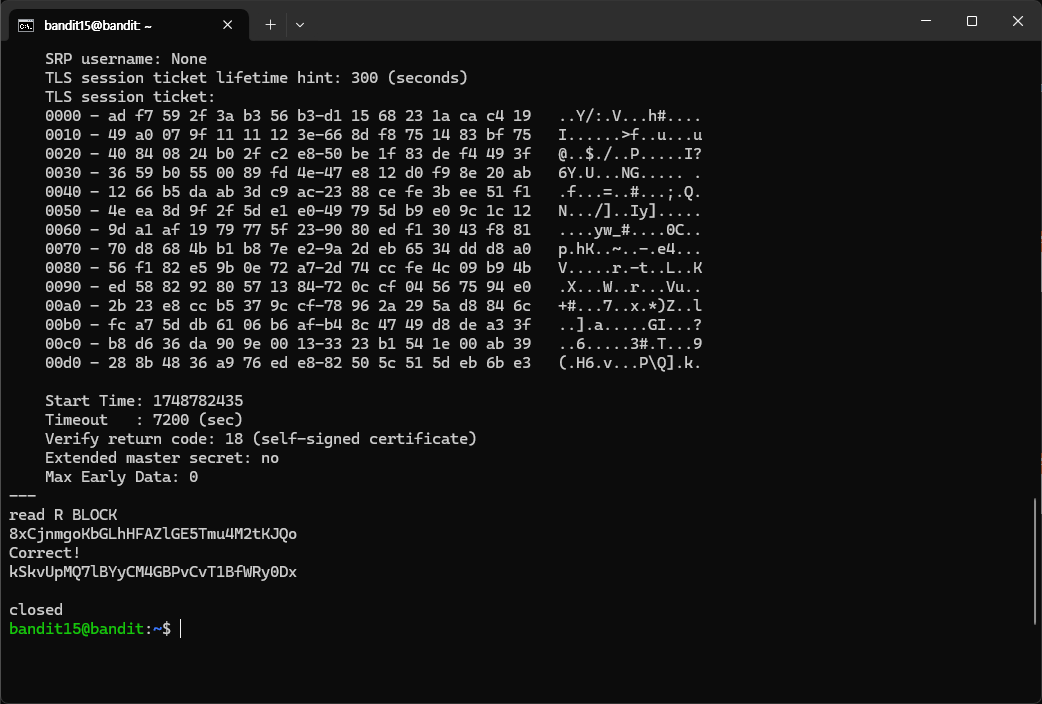 bandit15@bandit: ~
SRP username: None
TLS session ticket lifetime hint: 300 (seconds)
TLS session ticket:
0000 - ad f7 59 2f 3a b3 56 b3-d1 15 68 23 1a ca c4 19   ..Y/:.V...h#....
0010 - 49 a0 07 9f 11 11 12 3e-66 8d f8 75 14 83 bf 75   I......>f..u...u
0020 - 40 84 08 24 b0 2f c2 e8-50 be 1f 83 de f4 49 3f   @..$./..P.....I?
0030 - 36 59 b0 55 00 89 fd 4e-47 e8 12 d0 f9 8e 20 ab   6Y.U...NG..... .
0040 - 12 66 b5 da ab 3d c9 ac-23 88 ce fe 3b ee 51 f1   .f...=..#...;.Q.
0050 - 4e ea 8d 9f 2f 5d e1 e0-49 79 5d b9 e0 9c 1c 12   N.../]..Iy].....
0060 - 9d a1 af 19 79 77 5f 23-90 80 ed f1 30 43 f8 81   ....yw_#....0C..
0070 - 70 d8 68 4b b1 b8 7e e2-9a 2d eb 65 34 dd d8 a0   p.hK..~..-.e4...
0080 - 56 f1 82 e5 9b 0e 72 a7-2d 74 cc fe 4c 09 b9 4b   V.....r.-t..L..K
0090 - ed 58 82 92 80 57 13 84-72 0c cf 04 56 75 94 e0   .X...W..r...Vu..
00a0 - 2b 23 e8 cc b5 37 9c cf-78 96 2a 29 5a d8 84 6c   +#...7..x.*)Z..l
00b0 - fc a7 5d db 61 06 b6 af-b4 8c 47 49 d8 de a3 3f   ..].a.....GI...?
00c0 - b8 d6 36 da 90 9e 00 13-33 23 b1 54 1e 00 ab 39   ..6.....3#.T...9
00d0 - 28 8b 48 36 a9 76 ed e8-82 50 5c 51 5d eb 6b e3   (.H6.v...P\Q].k.
Start Time: 1748782435
Timeout   : 7200 (sec)
Verify return code: 18 (self-signed certificate)
Extended master secret: no
Max Early Data: 0
---
read R BLOCK
8xCjnmgoKbGLhHFAZlGE5Tmu4M2tKJQo
Correct!
kSkvUpMQ7lBYyCM4GBPvCvT1BfWRy0Dx
closed
bandit15@bandit:~$